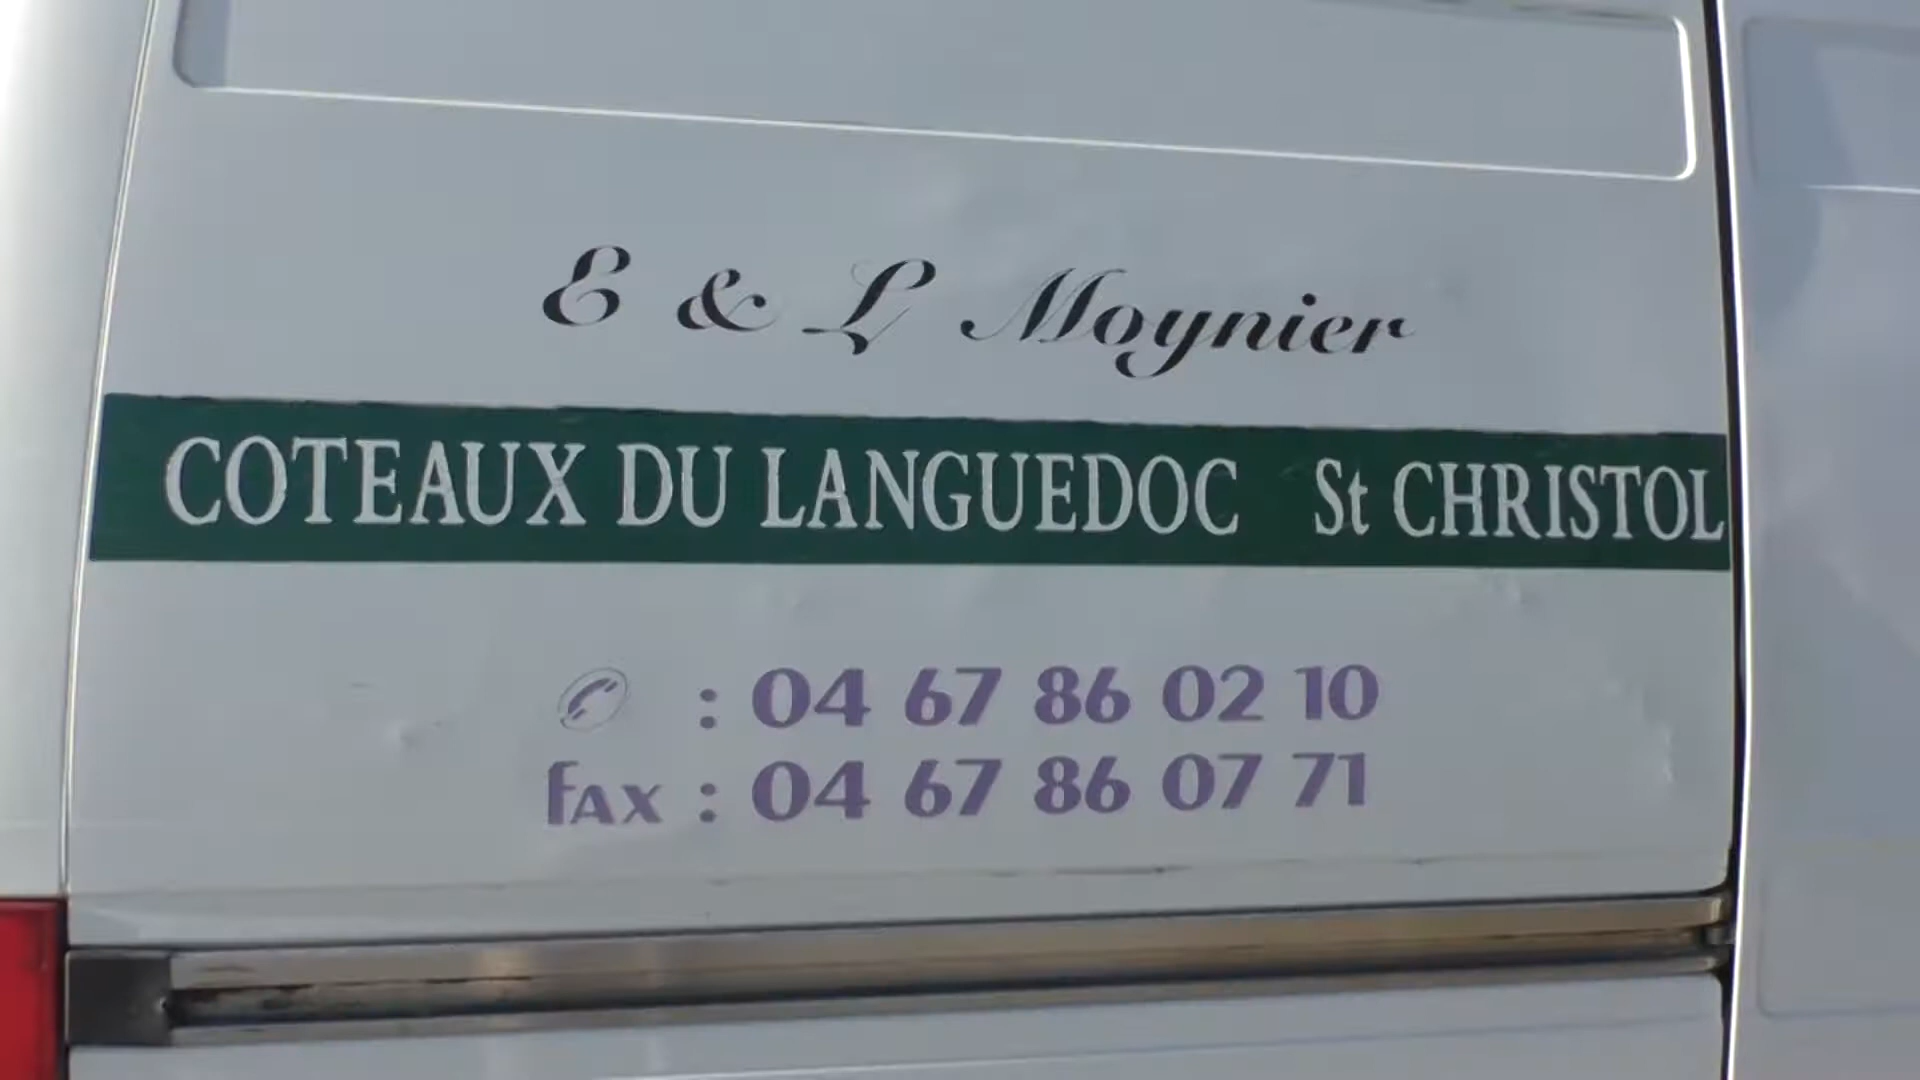 E & L Moynier
COTEAUX DU LANGUEDOC St CHRISTOL
✆ : 04 67 86 02 10
FAX : 04 67 86 07 71